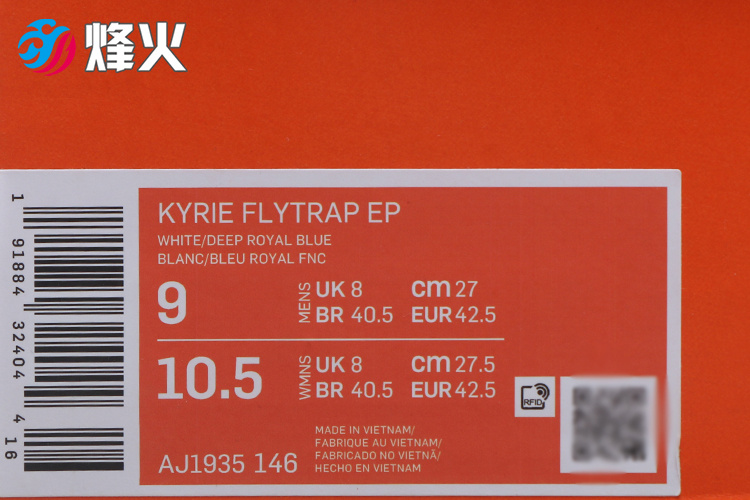 烽火
KYRIE FLYTRAP EP
WHITE/DEEP ROYAL BLUE
BLANC/BLEU ROYAL FNC
9 MENS UK 8 cm 27
BR 40.5 EUR 42.5
10.5 WMNS UK 8 cm 27.5
BR 40.5 EUR 42.5
RFID
MADE IN VIETNAM/
FABRIQUE AU VIETNAM/
FABRICADO NO VIETNÃ/
HECHO EN VIETNAM
AJ1935 146
1 91884 32404 4 16